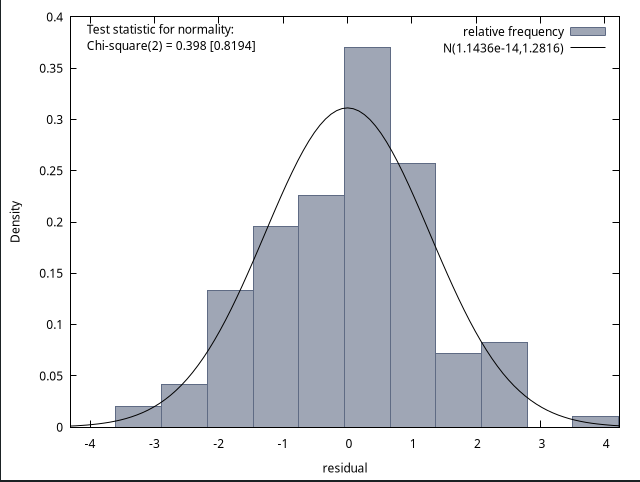 Test statistic for normality:
Chi-square(2) = 0.398 [0.8194]
relative frequency
N(1.1436e-14,1.2816)
0.4
0.35
0.3
0.25
0.2
0.15
0.1
0.05
0
Density
-4 -3 -2 -1 0 1 2 3 4
residual